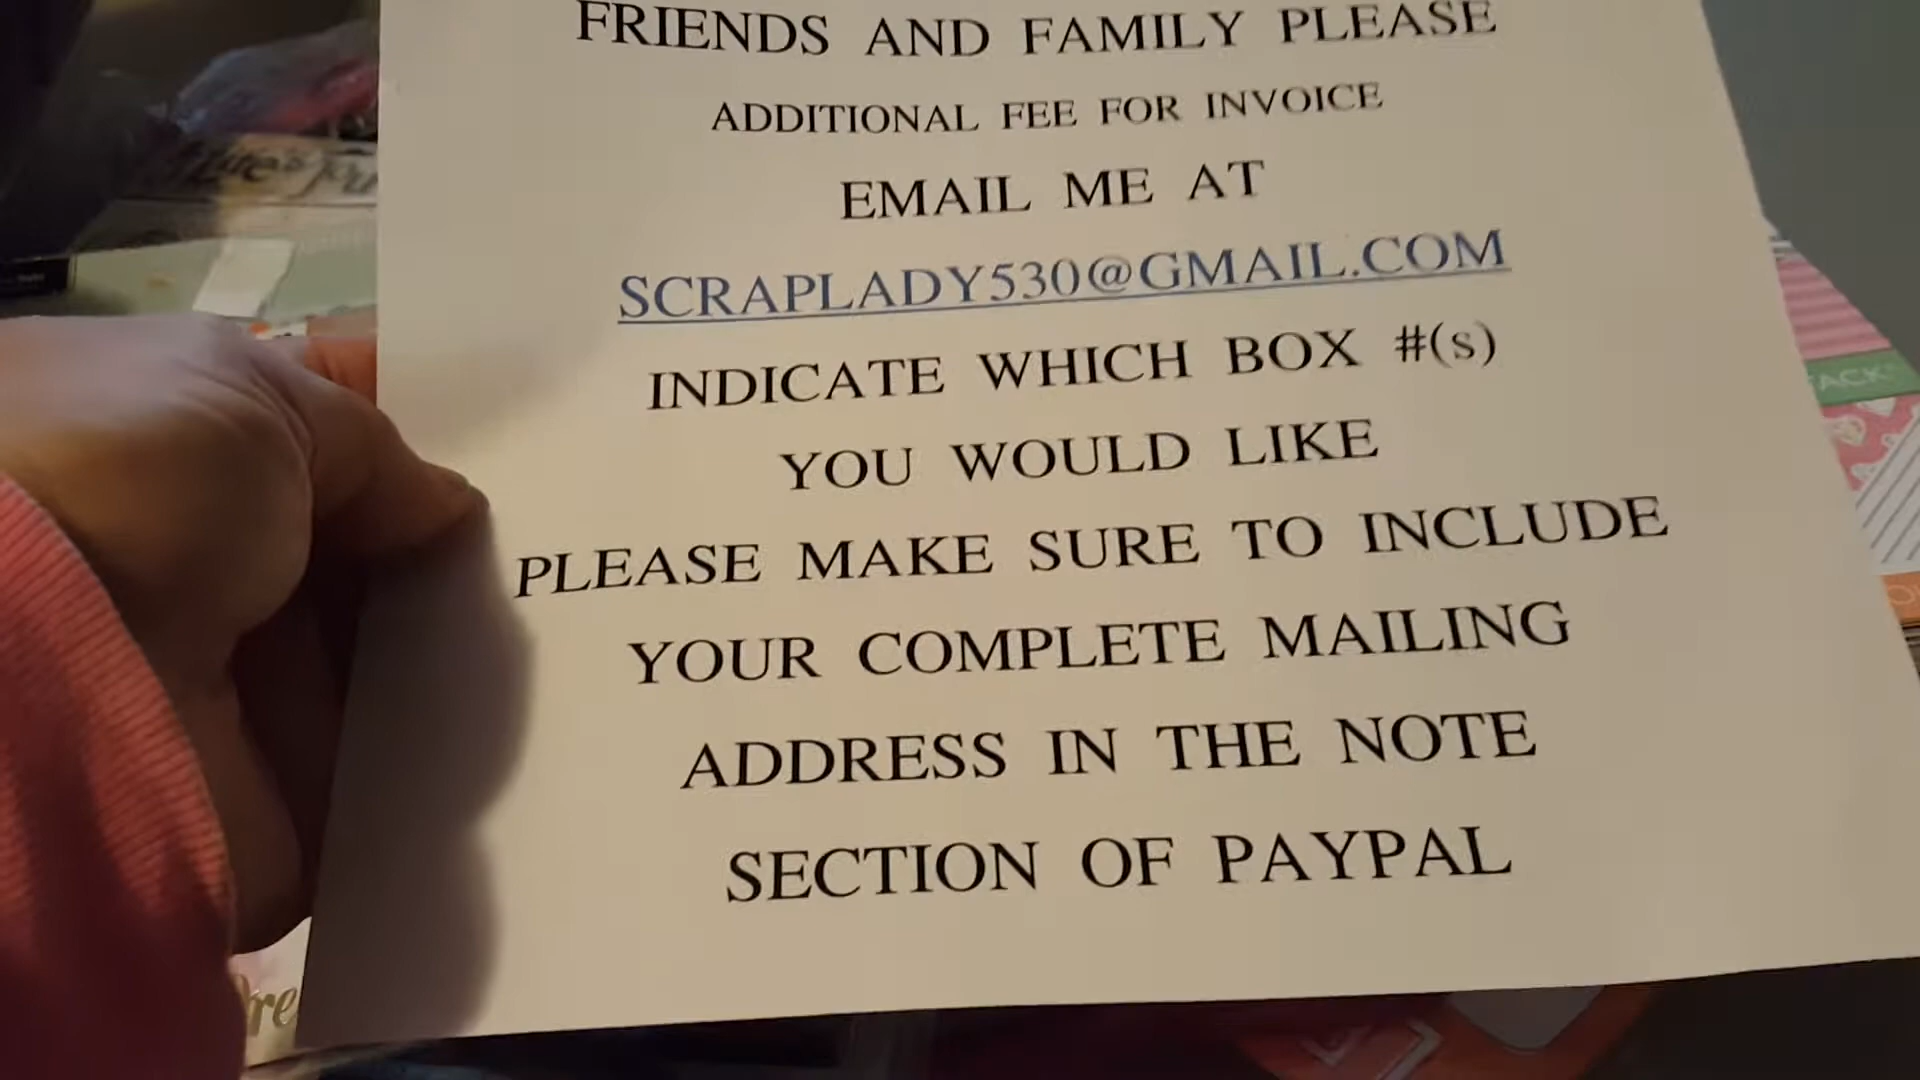 FRIENDS AND FAMILY PLEASE
ADDITIONAL FEE FOR INVOICE
EMAIL ME AT
SCRAPLADY530@GMAIL.COM
INDICATE WHICH BOX #(s)
YOU WOULD LIKE
PLEASE MAKE SURE TO INCLUDE
YOUR COMPLETE MAILING
ADDRESS IN THE NOTE
SECTION OF PAYPAL